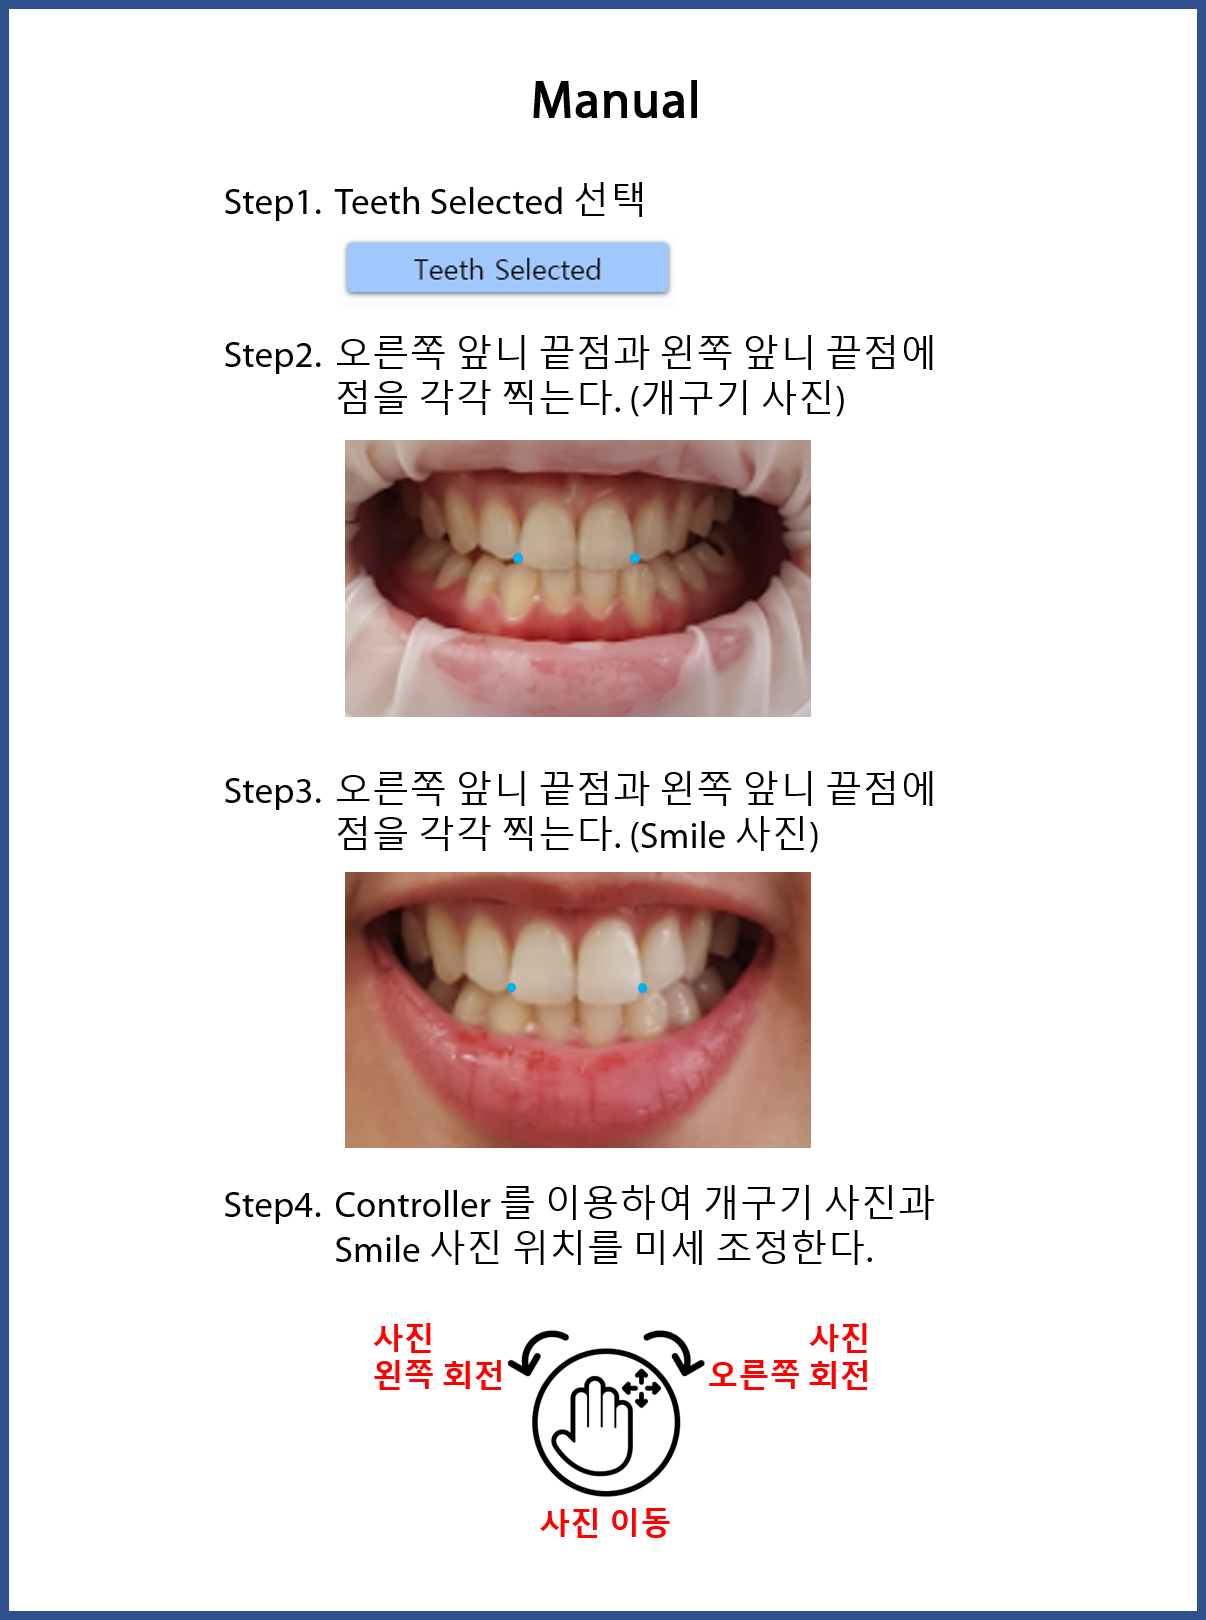 Manual
Step1. Teeth Selected 선택
Teeth Selected
Step2. 오른쪽 앞니 끝점과 왼쪽 앞니 끝점에
점을 각각 찍는다. (개구기 사진)
Step3. 오른쪽 앞니 끝점과 왼쪽 앞니 끝점에
점을 각각 찍는다. (Smile 사진)
Step4. Controller 를 이용하여 개구기 사진과
Smile 사진 위치를 미세 조정한다.
사진
왼쪽 회전
사진
오른쪽 회전
사진 이동